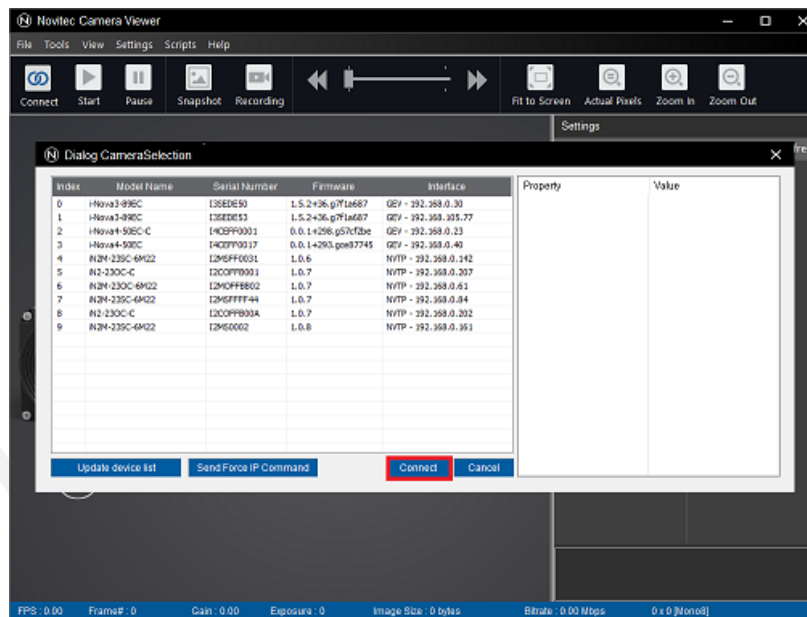 Novitec Camera Viewer
File Tools View Settings Scripts Help
Connect Start Pause Snapshot Recording Fit to Screen Actual Pixels Zoom In Zoom Out
Settings
Dialog CameraSelection
Index Model Name Serial Number Firmware Interface Property Value
0 i-Nova3-89EC I3SEDE50 1.5.2+36.g7f1a687 GEV - 192.168.0.30
1 i-Nova3-89EC I3SEDE53 1.5.2+36.g7f1a687 GEV - 192.168.105.77
2 i-Nova4-50EC-C I4CEFF0001 0.0.1+298.g57cf2be GEV - 192.168.0.23
3 i-Nova4-50EC I4CEFF0017 0.0.1+293.gce87745 GEV - 192.168.0.40
4 iN2M-23SC-6M22 I2MSFF0031 1.0.6 NVTP - 192.168.0.142
5 iN2-23OC-C I2COFF0001 1.0.7 NVTP - 192.168.0.207
6 iN2M-23OC-6M22 I2MOFFBB02 1.0.7 NVTP - 192.168.0.61
7 iN2M-23SC-6M22 I2MSFFFF44 1.0.7 NVTP - 192.168.0.84
8 iN2-23OC-C I2COFFB00A 1.0.7 NVTP - 192.168.0.202
9 iN2M-23SC-6M22 I2MS0002 1.0.8 NVTP - 192.168.0.161
Update device list Send Force IP Command Connect Cancel
FPS : 0.00 Frame# : 0 Gain : 0.00 Exposure : 0 Image Size : 0 bytes Bitrate : 0.00 Mbps 0 x 0 [Mono8]